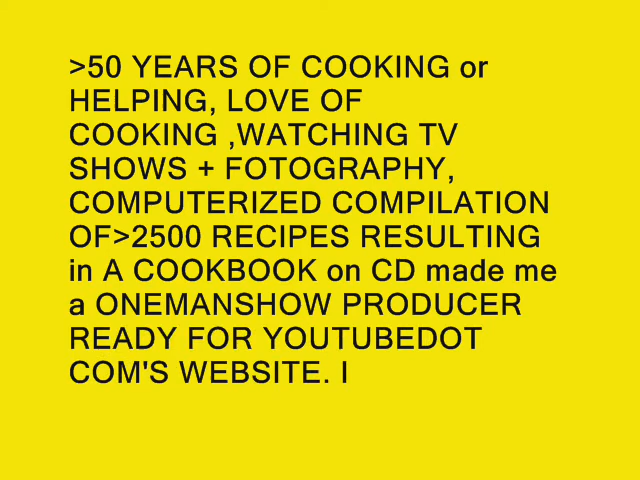 >50 YEARS OF COOKING or
HELPING, LOVE OF
COOKING ,WATCHING TV
SHOWS + FOTOGRAPHY,
COMPUTERIZED COMPILATION
OF>2500 RECIPES RESULTING
in A COOKBOOK on CD made me
a ONEMANSHOW PRODUCER
READY FOR YOUTUBEDOT
COM'S WEBSITE. I